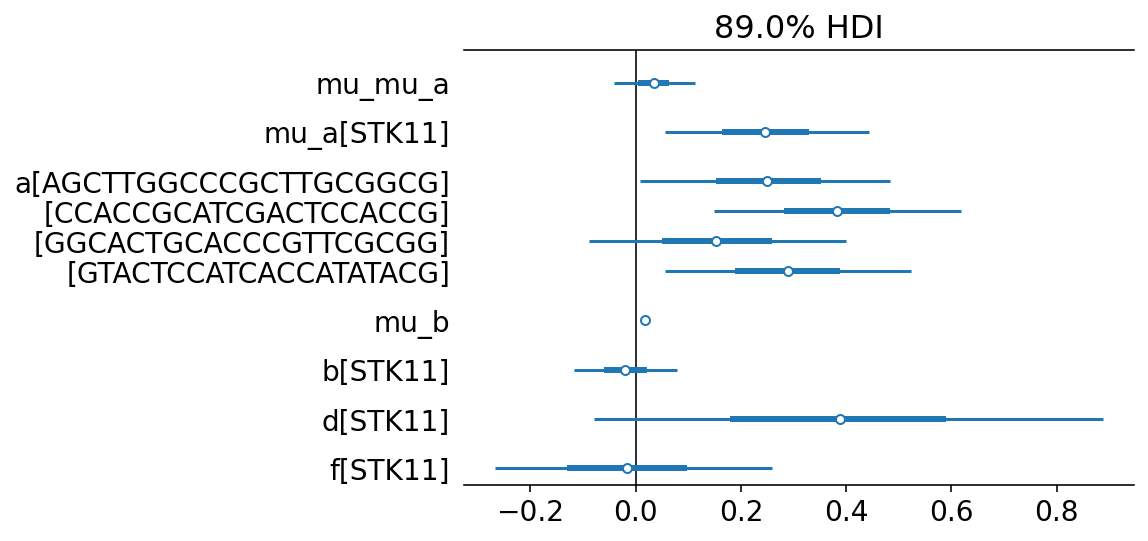 89.0% HDI
mu_mu_a
mu_a[STK11]
a[AGCTTGGCCCGCTTGCGGCG]
[CCACCGCATCGACTCCACCG]
[GGCACTGCACCCGTTCGCGG]
[GTACTCCATCACCATATACG]
mu_b
b[STK11]
d[STK11]
f[STK11]
−0.2 0.0 0.2 0.4 0.6 0.8